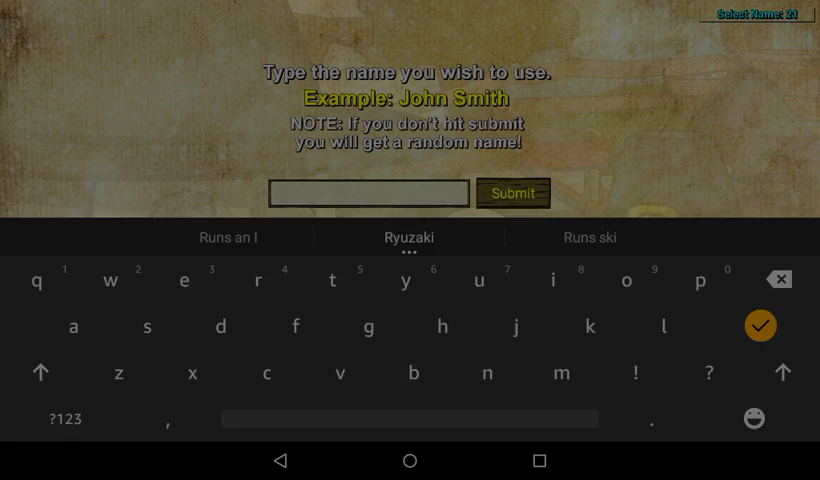 Select Name: 21
Type the name you wish to use.
Example: John Smith
NOTE: If you don't hit submit
you will get a random name!
Submit
Runs an I Ryuzaki Runs ski
q 1 w 2 e 3 r 4 t 5 y 6 u 7 i 8 o 9 p 0
a s d f g h j k l
z x c v b n m ! ?
?123 , .